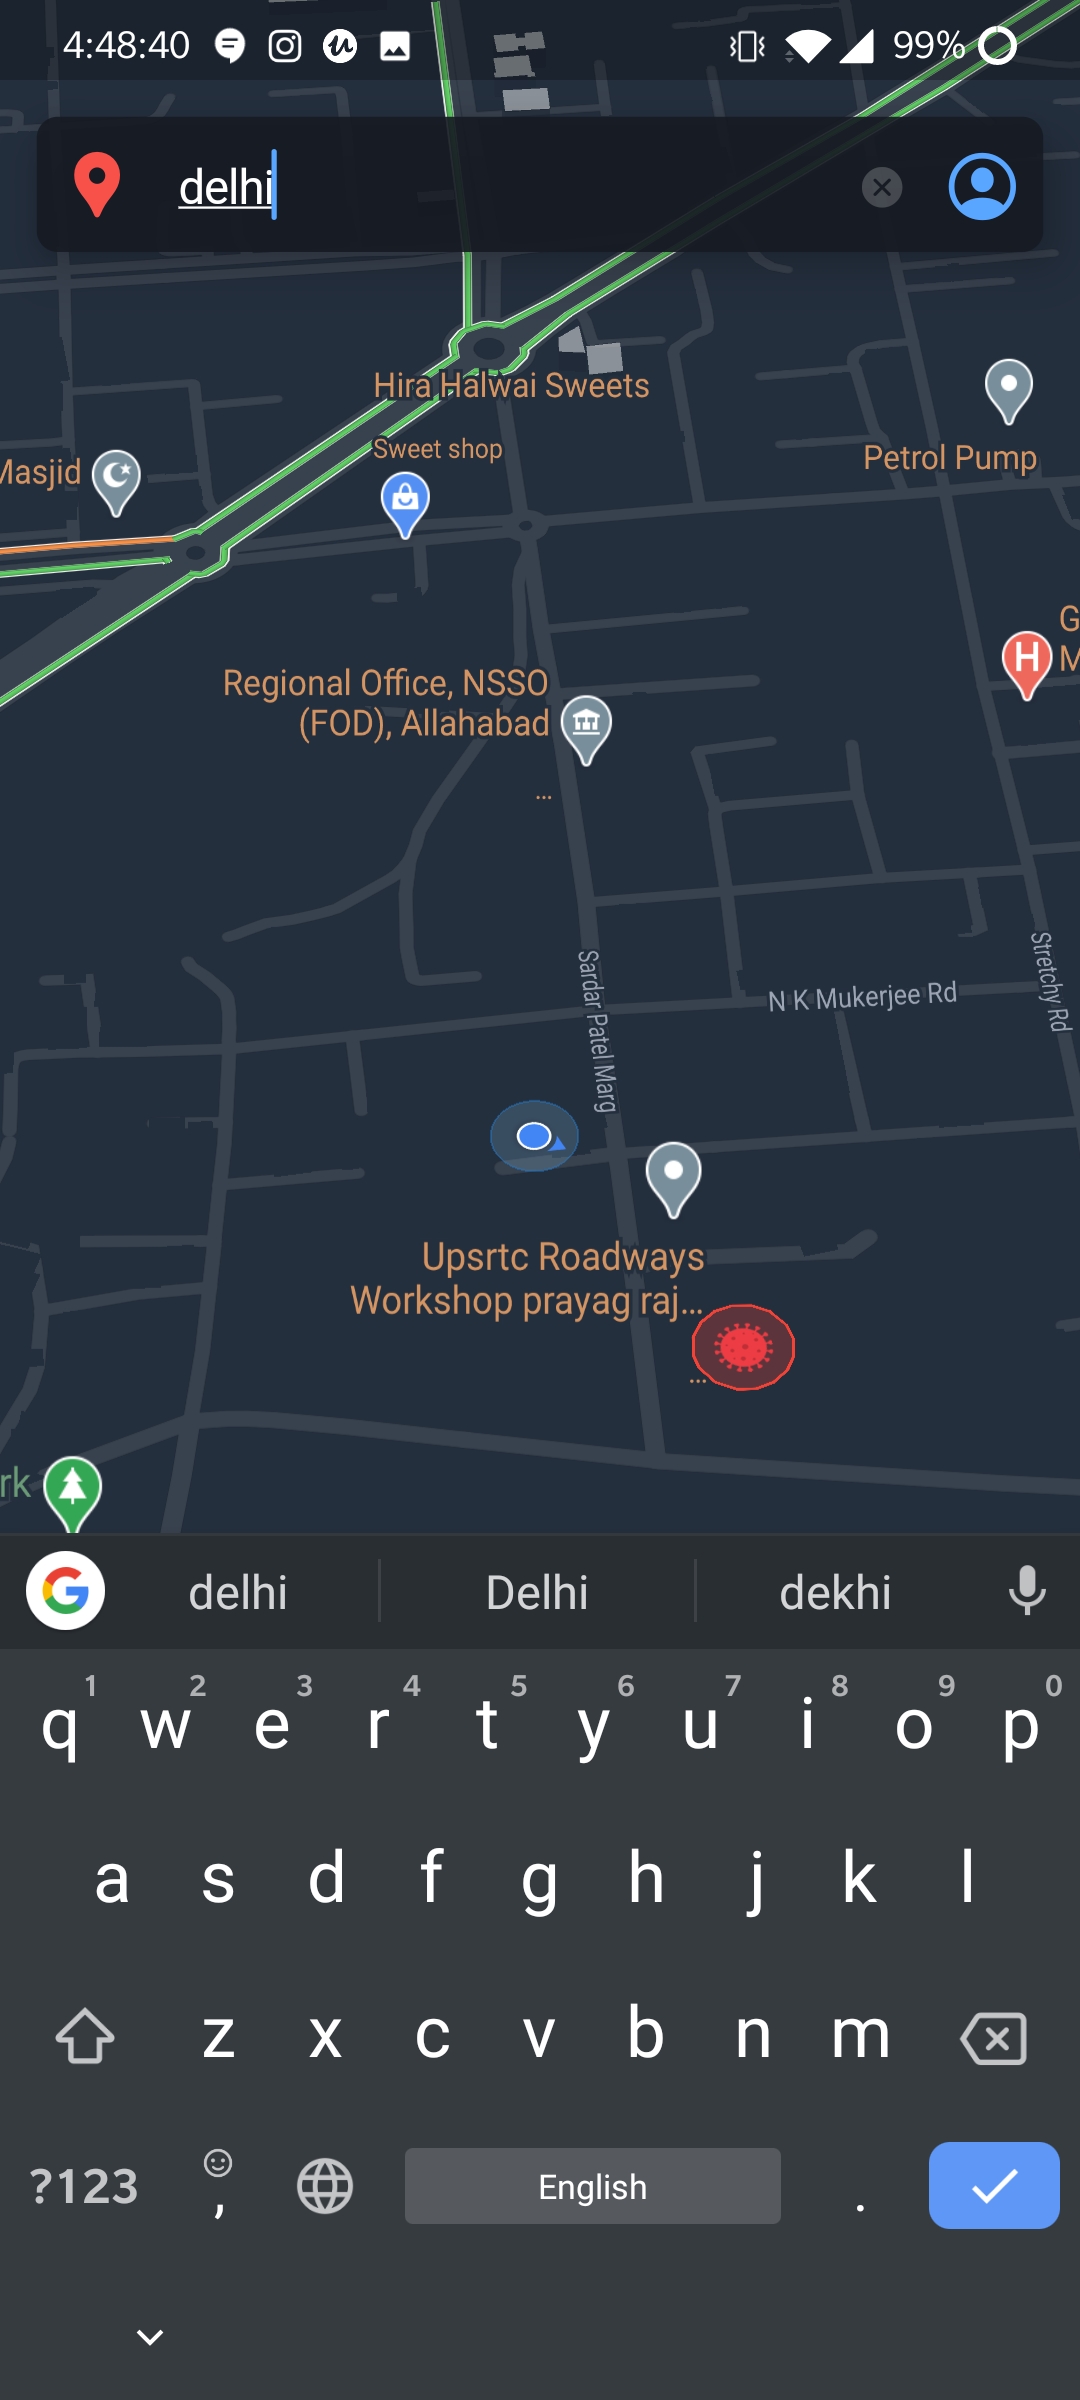 4:48:40
99%
delhi
Hira Halwai Sweets
Sweet shop
Petrol Pump
Masjid
G
M
H
Regional Office, NSSO
(FOD), Allahabad
...
Sardar Patel Marg
N K Mukerjee Rd
Stretchy Rd
Upsrtc Roadways
Workshop prayag raj...
...
rk
G delhi Delhi dekhi
1 2 3 4 5 6 7 8 9 0
q w e r t y u i o p
a s d f g h j k l
z x c v b n m
?123 , English .